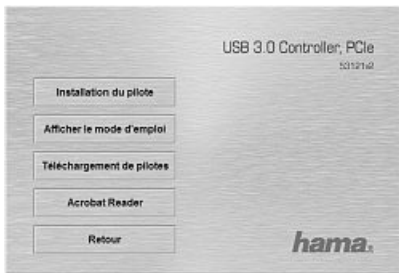 USB 3.0 Controller, PCIe
53121v2
Installation du pilote
Afficher le mode d'emploi
Téléchargement de pilotes
Acrobat Reader
Retour
hama.